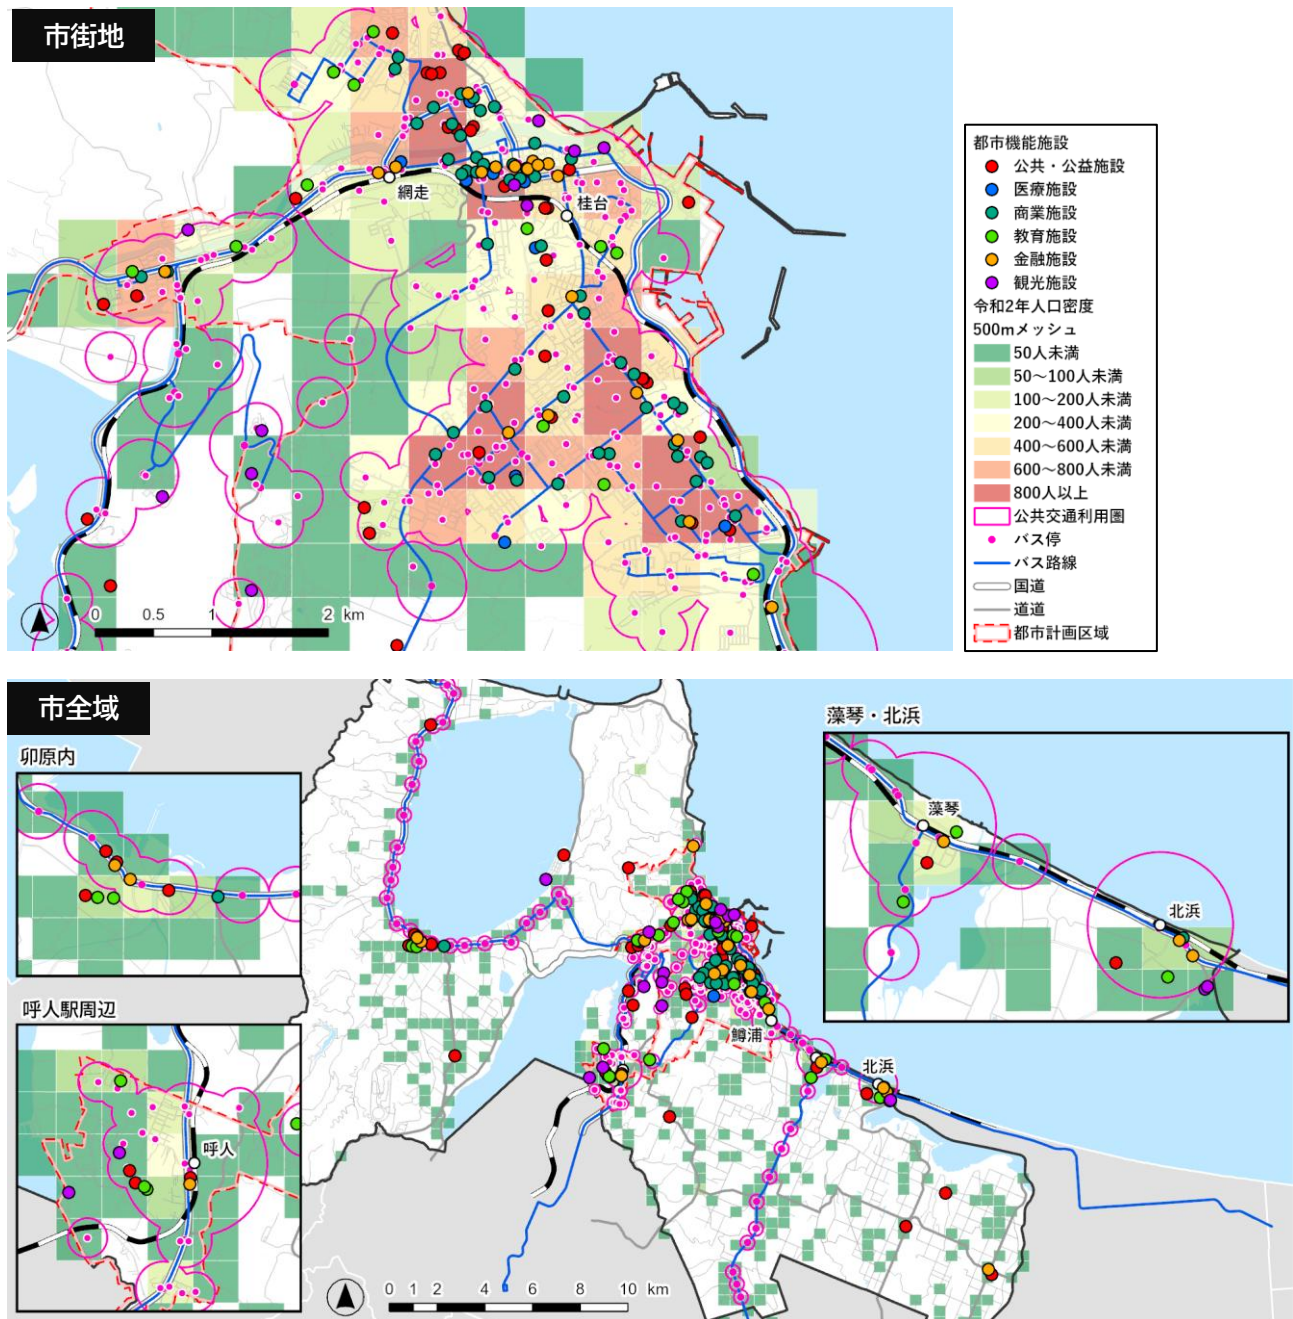 市街地
網走
桂台
0 0.5 1 2 km
都市機能施設
公共・公益施設
医療施設
商業施設
教育施設
金融施設
観光施設
令和2年人口密度
500mメッシュ
50人未満
50～100人未満
100～200人未満
200～400人未満
400～600人未満
600～800人未満
800人以上
公共交通利用圏
バス停
バス路線
国道
道道
都市計画区域
市全域
卯原内
呼人駅周辺
呼人
藻琴・北浜
藻琴
北浜
鱒浦
北浜
0 1 2 4 6 8 10 km